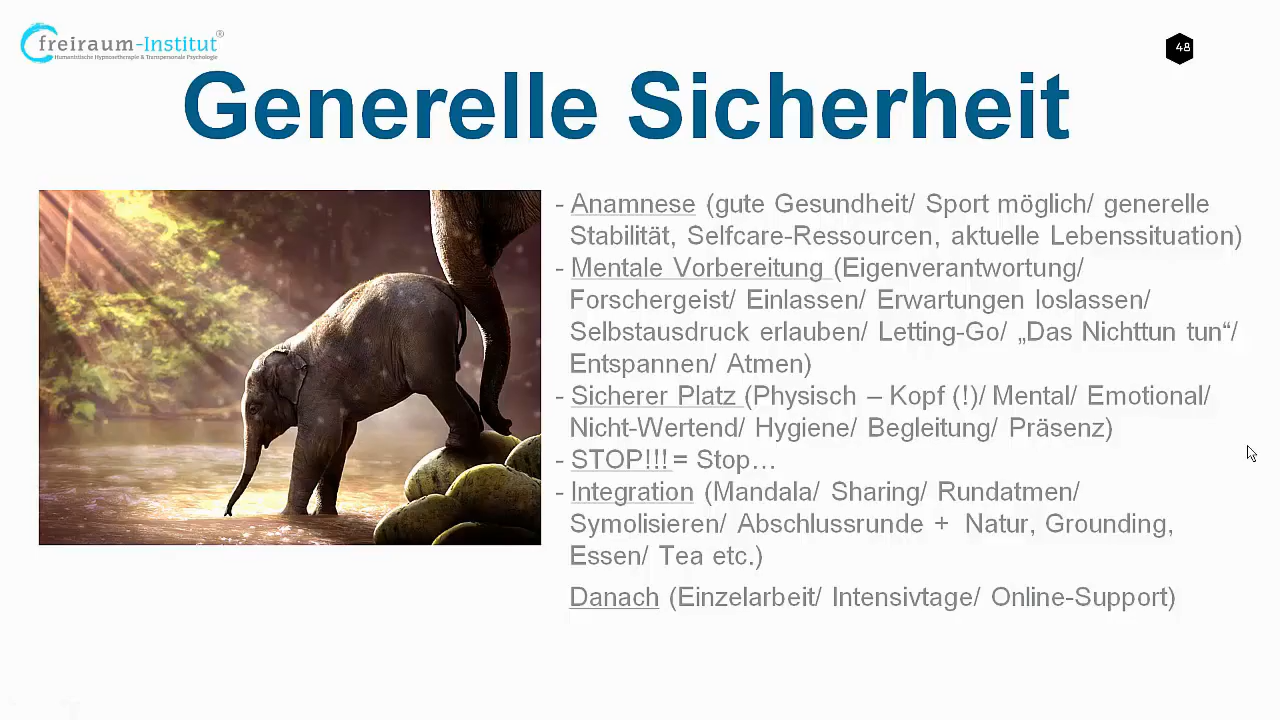 freiraum-Institut®
Humanistische Hypnosetherapie & Transpersonale Psychologie
48
Generelle Sicherheit
- Anamnese (gute Gesundheit/ Sport möglich/ generelle
Stabilität, Selfcare-Ressourcen, aktuelle Lebenssituation)
- Mentale Vorbereitung (Eigenverantwortung/
Forschergeist/ Einlassen/ Erwartungen loslassen/
Selbstausdruck erlauben/ Letting-Go/ „Das Nichttun tun“/
Entspannen/ Atmen)
- Sicherer Platz (Physisch – Kopf (!)/ Mental/ Emotional/
Nicht-Wertend/ Hygiene/ Begleitung/ Präsenz)
- STOP!!! = Stop…
- Integration (Mandala/ Sharing/ Rundatmen/
Symolisieren/ Abschlussrunde + Natur, Grounding,
Essen/ Tea etc.)
Danach (Einzelarbeit/ Intensivtage/ Online-Support)